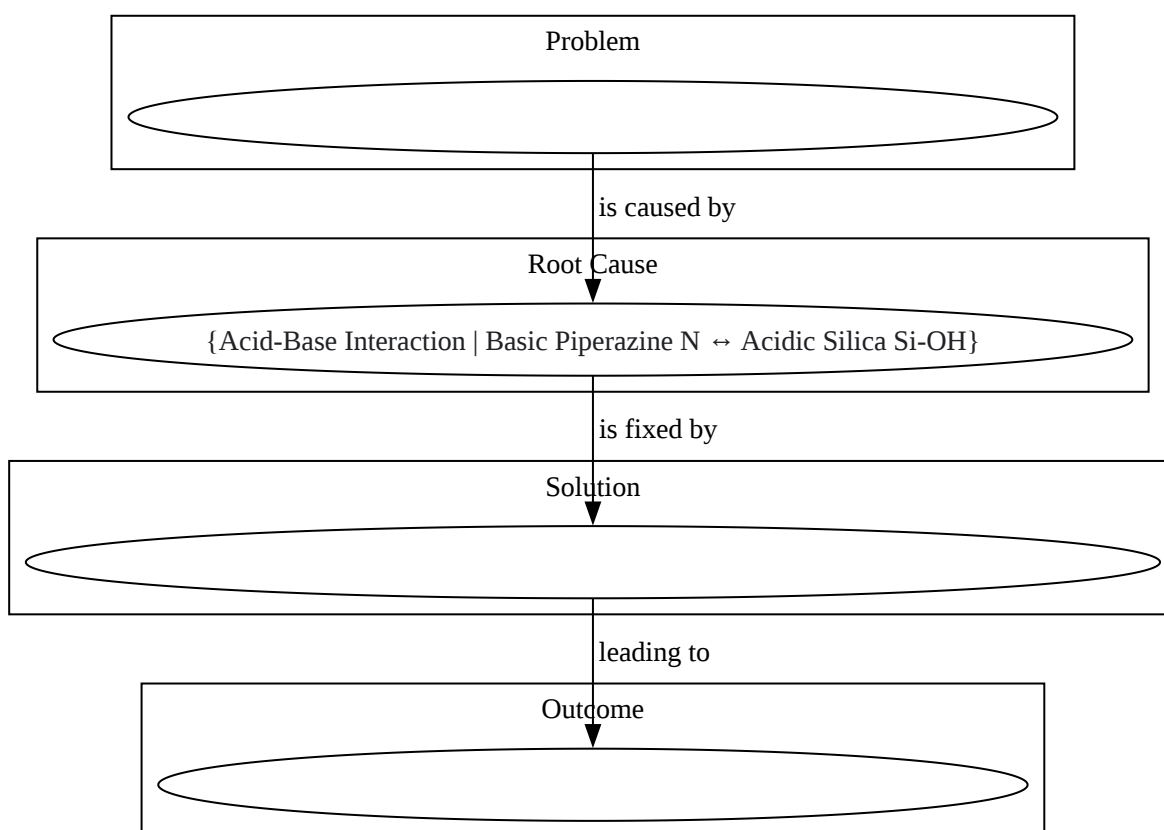 Problem
is caused by
Root Cause
{Acid-Base Interaction | Basic Piperazine N ↔ Acidic Silica Si-OH}
is fixed by
Solution
leading to
Outcome